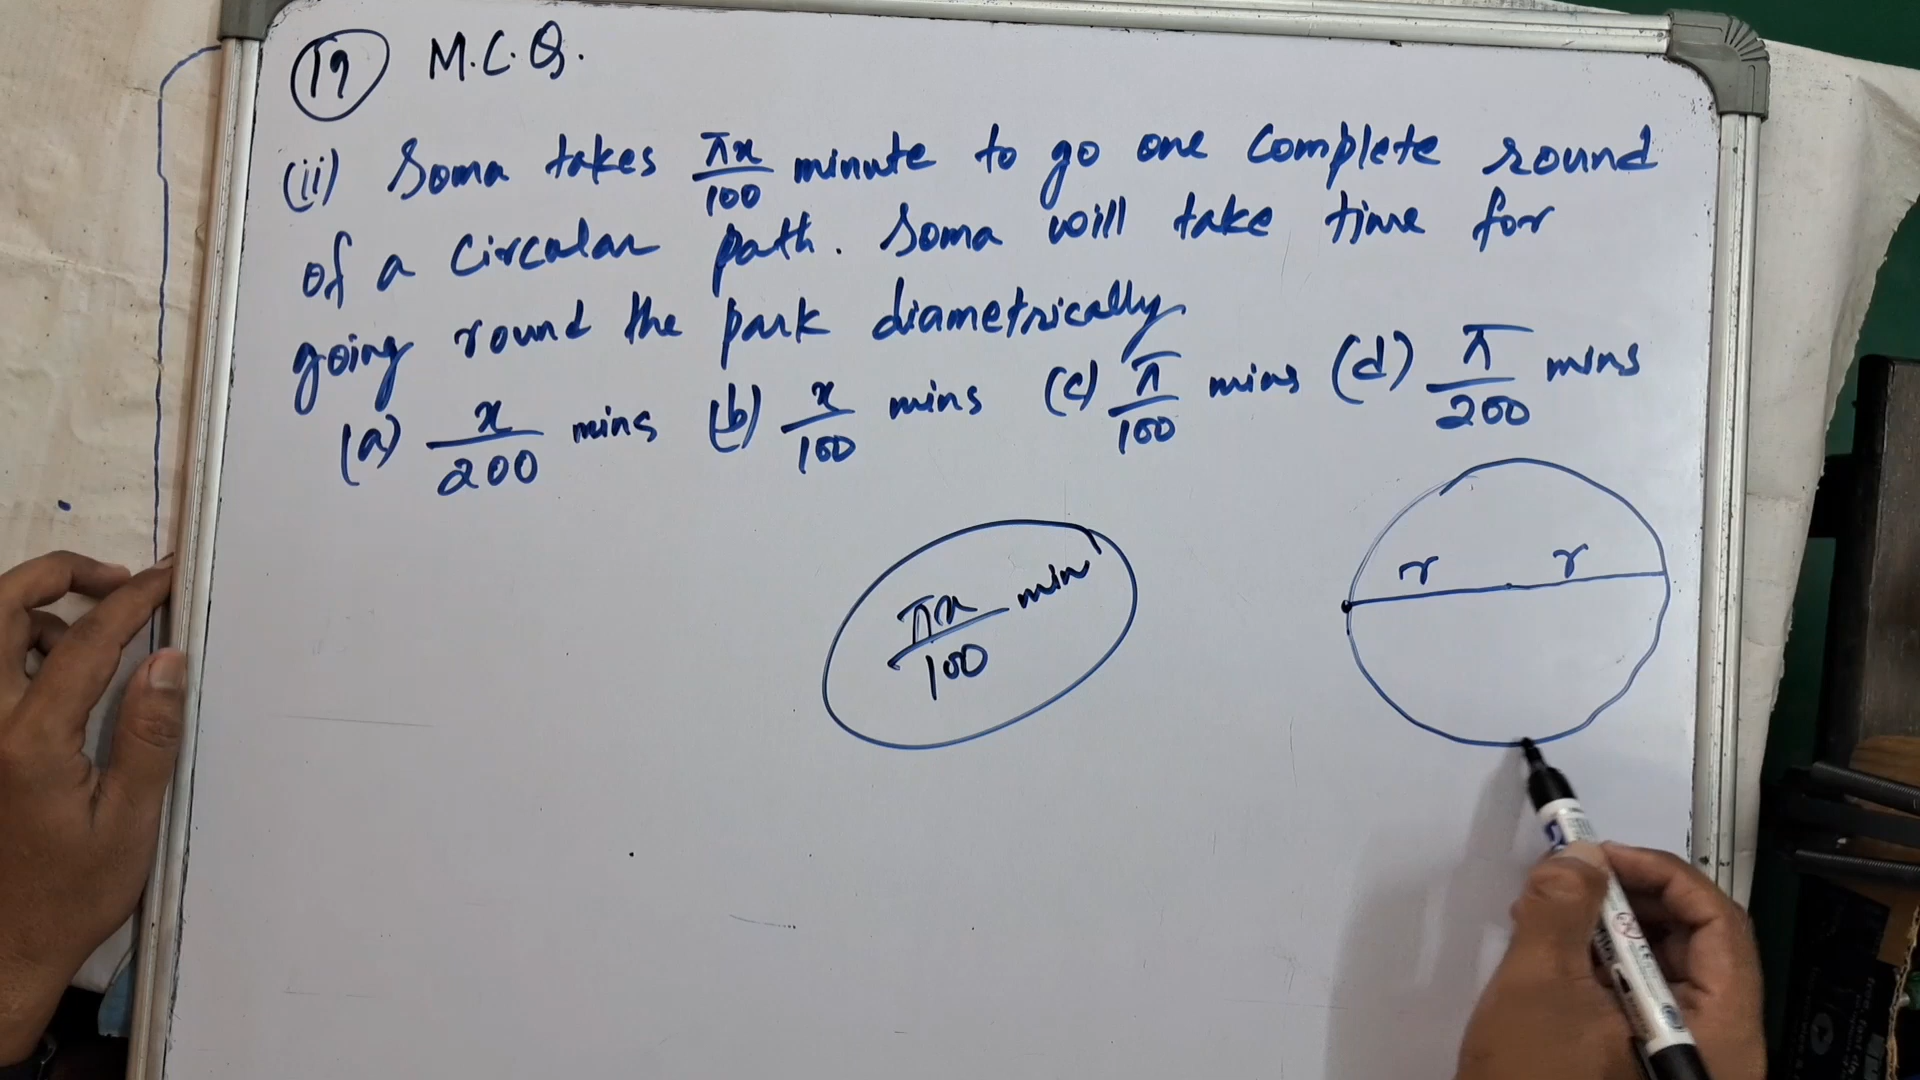 19 M.C.Q.
(ii) Soma takes πx/100 minute to go one complete round
of a circular path. Soma will take time for
going round the park diametrically
(a) x/200 mins (b) x/100 mins (c) π/100 mins (d) π/200 mins
πx/100 min
r r